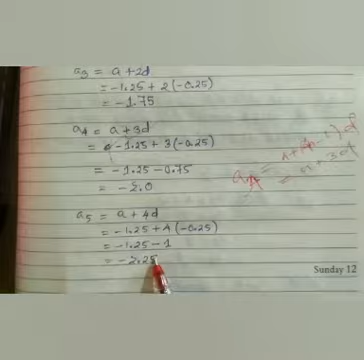 a3 = a+2d
= -1.25 + 2 (-0.25)
= -1.75
a4 = a+3d
= -1.25 + 3 (-0.25)
= -1.25 - 0.75
= -2.0
a5 = a + 4d
= -1.25 + 4 (-0.25)
= -1.25 - 1
= -2.25
= a + 3d
Sunday 12